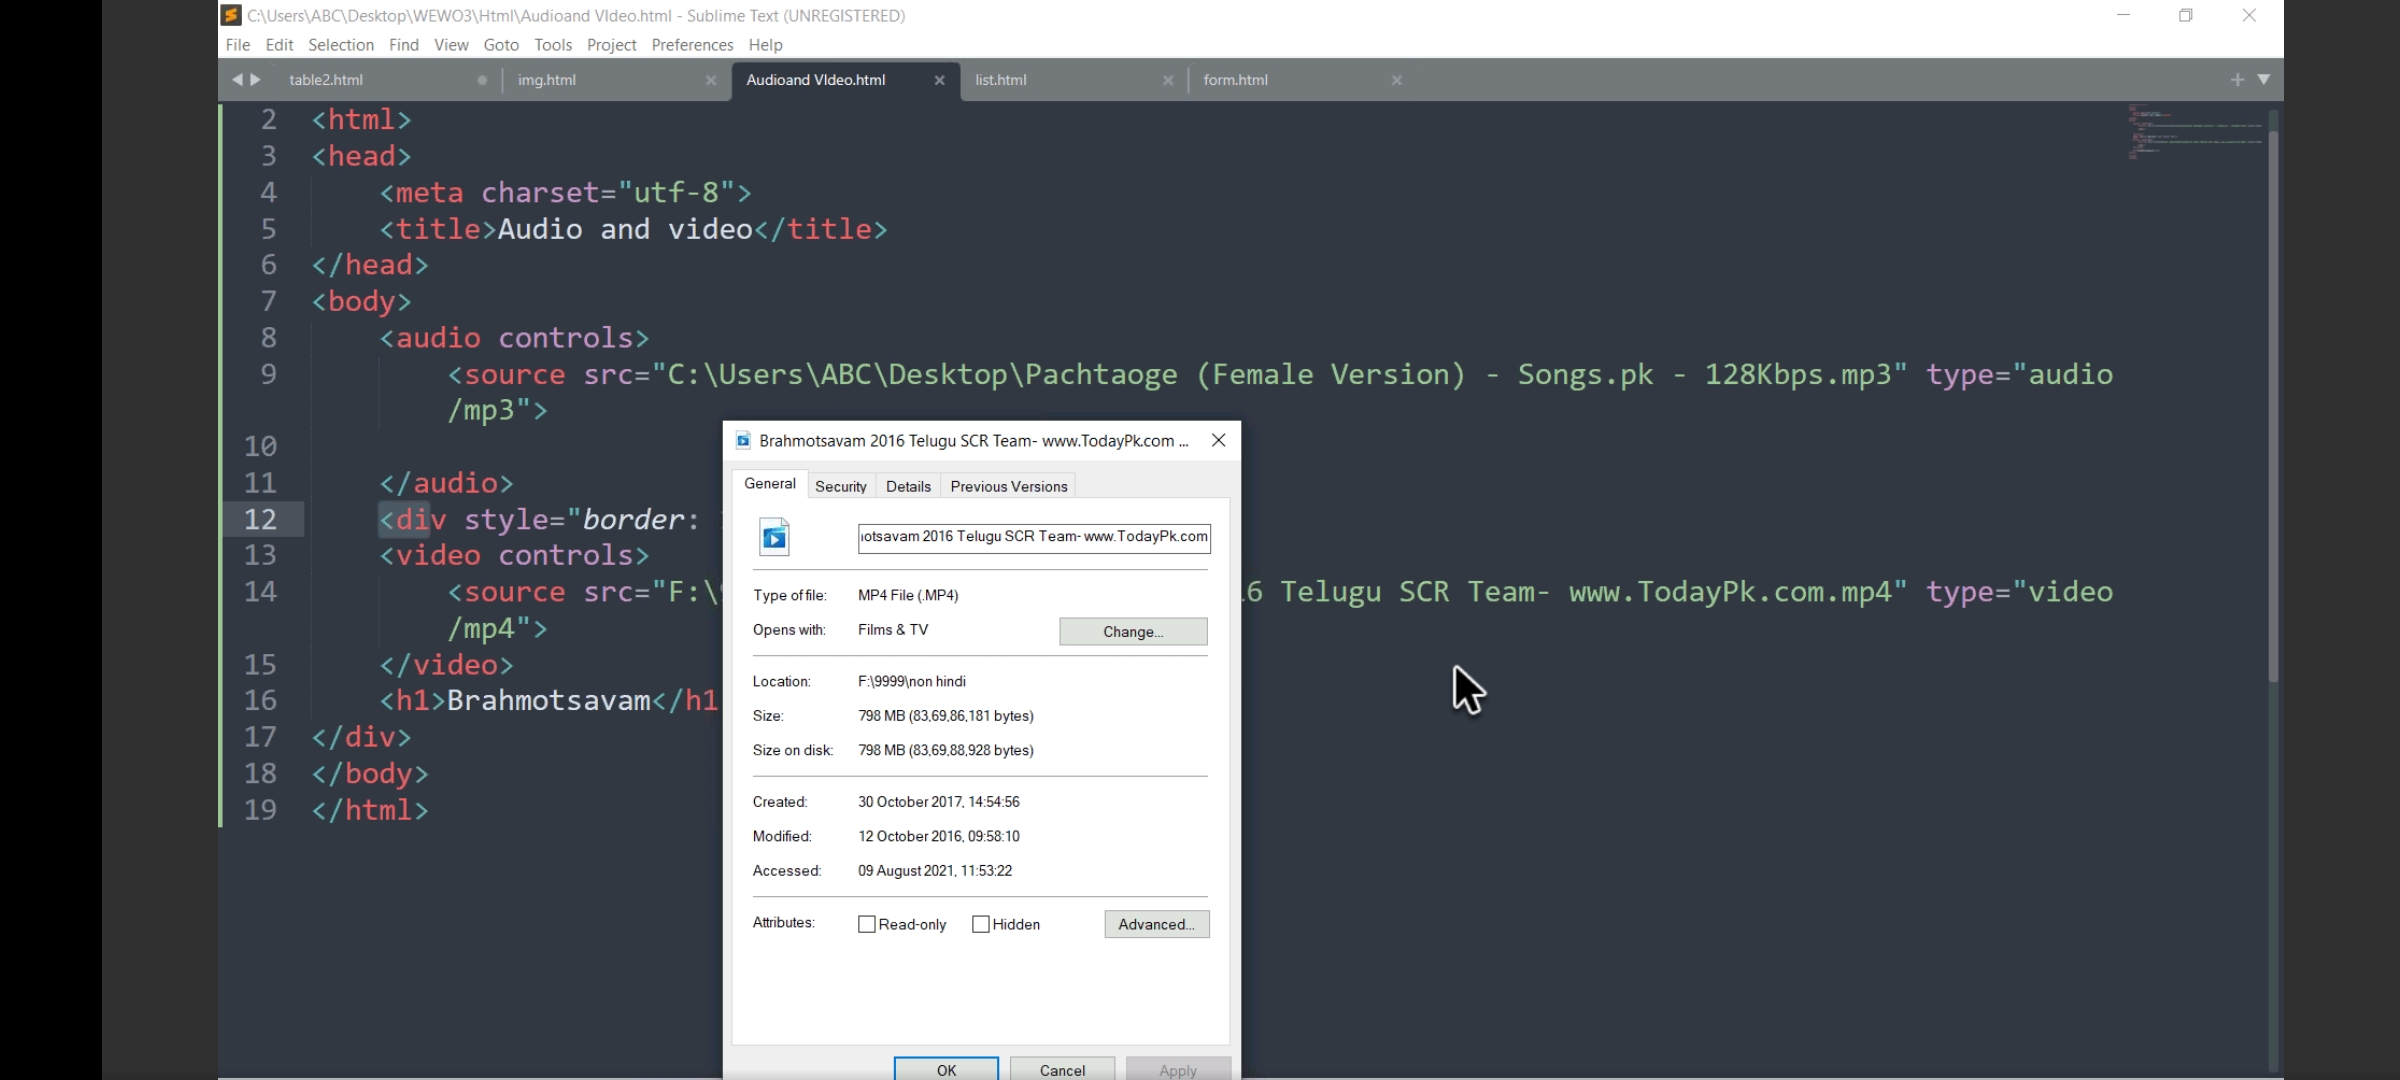 C:\Users\ABC\Desktop\WEWO3\Html\Audioand VIdeo.html - Sublime Text (UNREGISTERED)
File Edit Selection Find View Goto Tools Project Preferences Help
table2.html img.html Audioand VIdeo.html list.html form.html
2 <html>
3 <head>
4 <meta charset="utf-8">
5 <title>Audio and video</title>
6 </head>
7 <body>
8 <audio controls>
9 <source src="C:\Users\ABC\Desktop\Pachtaoge (Female Version) - Songs.pk - 128Kbps.mp3" type="audio
/mp3">
10
11 </audio>
12 <div style="border:
13 <video controls>
14 <source src="F:\ 6 Telugu SCR Team- www.TodayPk.com.mp4" type="video
/mp4">
15 </video>
16 <h1>Brahmotsavam</h1
17 </div>
18 </body>
19 </html>
Brahmotsavam 2016 Telugu SCR Team- www.TodayPk.com ...
General Security Details Previous Versions
otsavam 2016 Telugu SCR Team- www.TodayPk.com
Type of file: MP4 File (.MP4)
Opens with: Films & TV Change...
Location: F:\9999\non hindi
Size: 798 MB (83,69,86,181 bytes)
Size on disk: 798 MB (83,69,88,928 bytes)
Created: 30 October 2017, 14:54:56
Modified: 12 October 2016, 09:58:10
Accessed: 09 August 2021, 11:53:22
Attributes: Read-only Hidden Advanced...
OK Cancel Apply